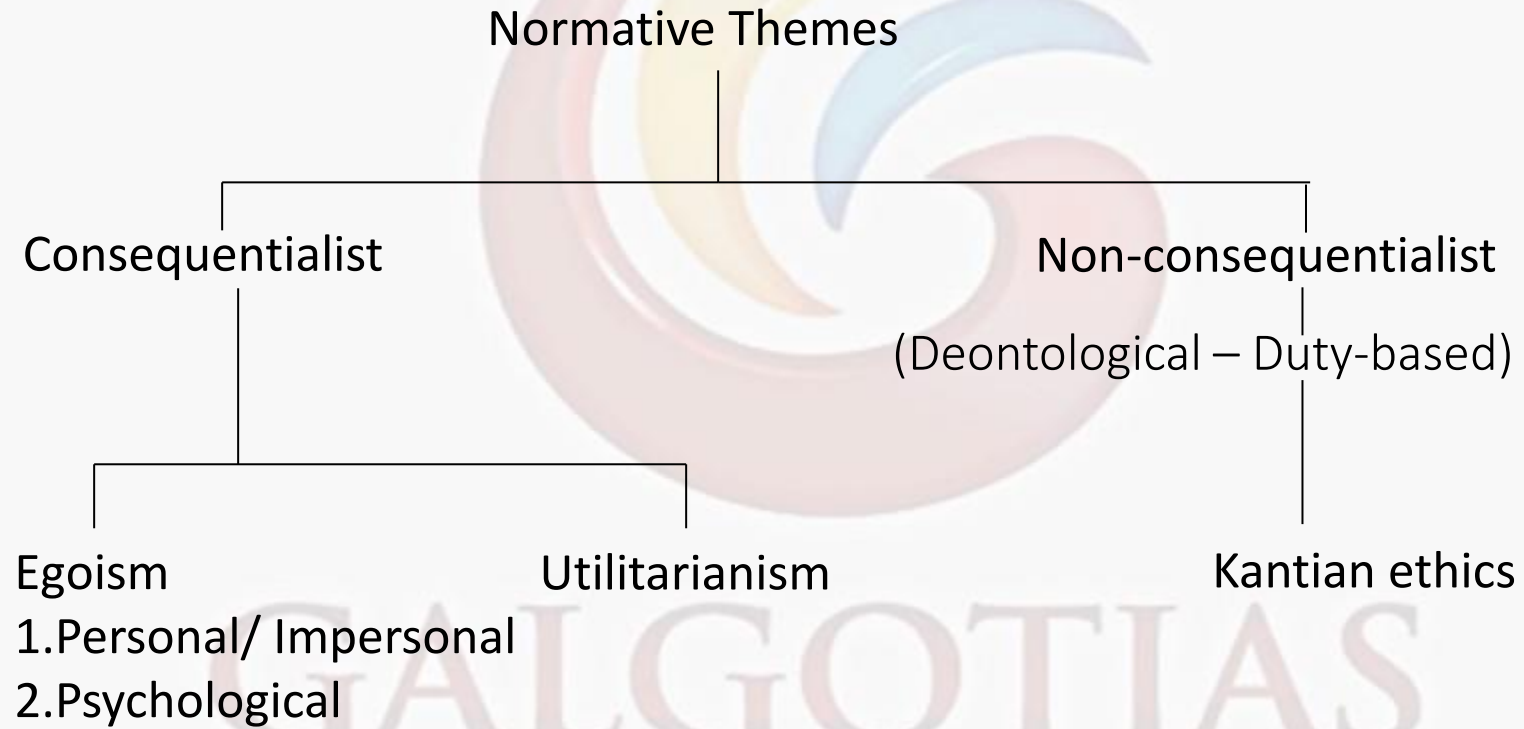 Normative Themes
Consequentialist
Non-consequentialist
(Deontological – Duty-based)
Egoism
1.Personal/ Impersonal
2.Psychological
Utilitarianism
Kantian ethics
GALGOTIAS